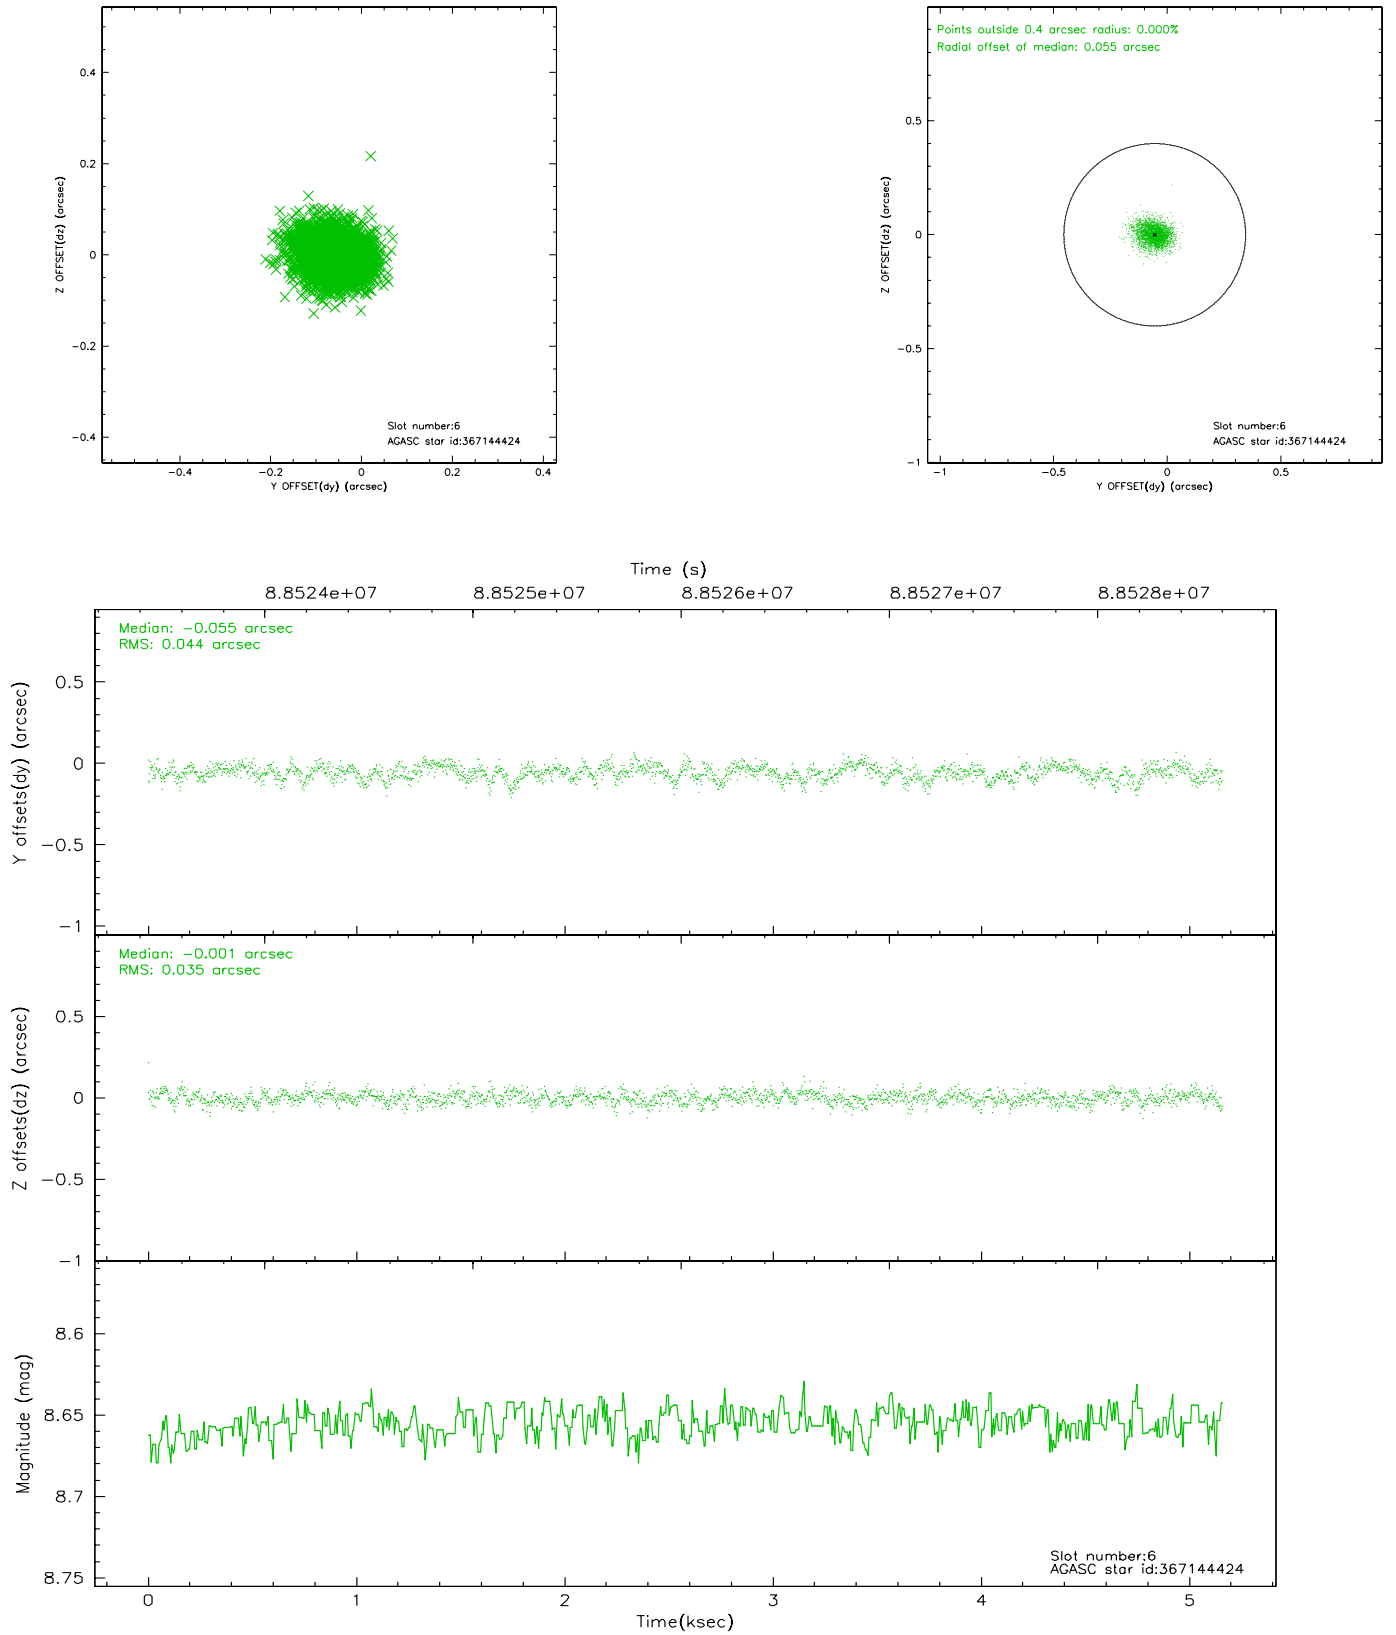 0.4
0.2
0
−0.2
−0.4
Z OFFSET(dz) (arcsec)
Slot number:6
AGASC star id:367144424
−0.4 −0.2 0 0.2 0.4
Y OFFSET(dy) (arcsec)
Points outside 0.4 arcsec radius: 0.000%
Radial offset of median: 0.055 arcsec
0.5
0
−0.5
−1
Z OFFSET(dz) (arcsec)
Slot number:6
AGASC star id:367144424
−1 −0.5 0 0.5
Y OFFSET(dy) (arcsec)
Time (s)
8.8524e+07 8.8525e+07 8.8526e+07 8.8527e+07 8.8528e+07
Median: −0.055 arcsec
RMS: 0.044 arcsec
0.5
0
−0.5
−1
Y offsets(dy) (arcsec)
Median: −0.001 arcsec
RMS: 0.035 arcsec
0.5
0
−0.5
−1
Z offsets(dz) (arcsec)
8.6
8.65
8.7
8.75
Magnitude (mag)
Slot number:6
AGASC star id:367144424
0 1 2 3 4 5
Time(ksec)